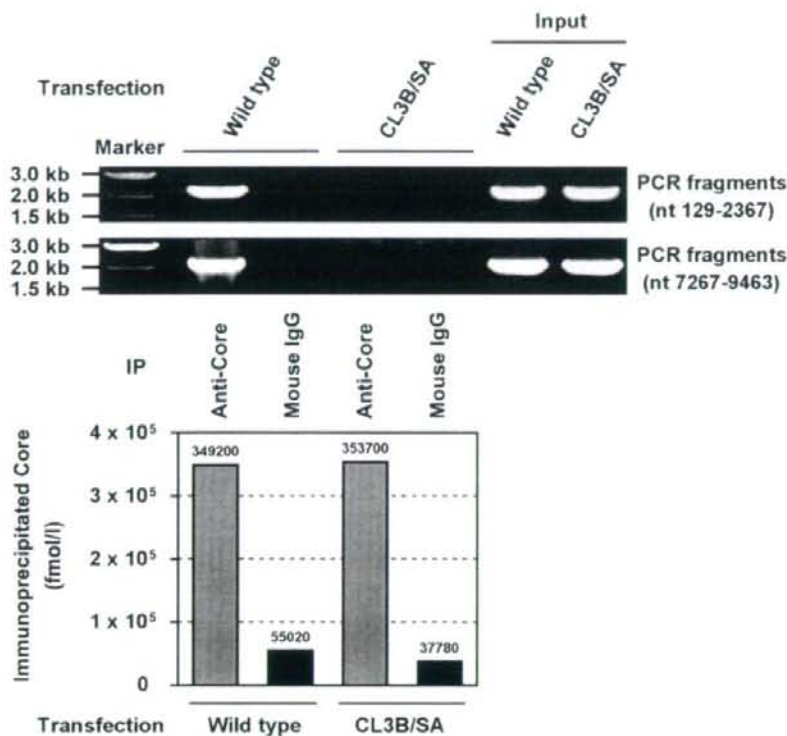 Input
Transfection
Wild type
CL3B/SA
Wild type
CL3B/SA
Marker
3.0 kb
2.0 kb
1.5 kb
PCR fragments
(nt 129-2367)
3.0 kb
2.0 kb
1.5 kb
PCR fragments
(nt 7267-9463)
IP
Anti-Core
Mouse IgG
Anti-Core
Mouse IgG
Immunoprecipitated Core
(fmol/l)
4 x 10⁵
3 x 10⁵
2 x 10⁵
1 x 10⁵
0
349200
55020
353700
37780
Transfection
Wild type
CL3B/SA